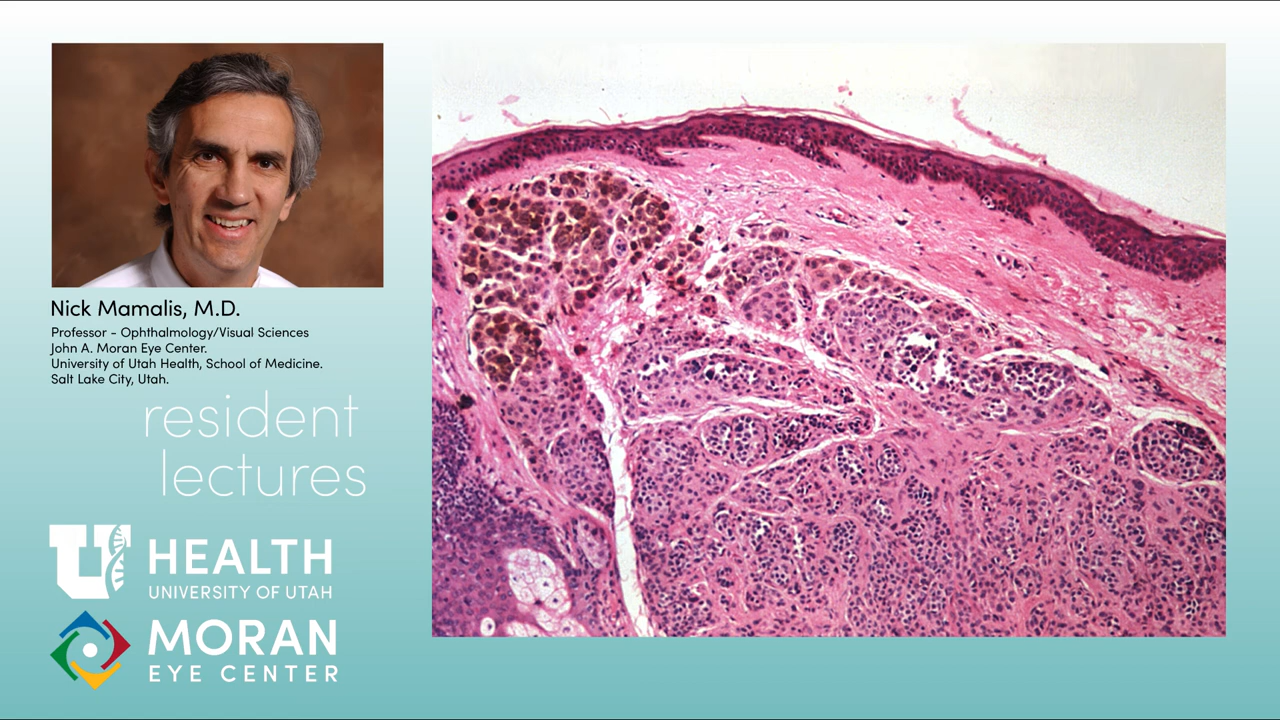 Nick Mamalis, M.D.
Professor - Ophthalmology/Visual Sciences
John A. Moran Eye Center.
University of Utah Health, School of Medicine.
Salt Lake City, Utah.
resident
lectures
U HEALTH
UNIVERSITY OF UTAH
MORAN
EYE CENTER